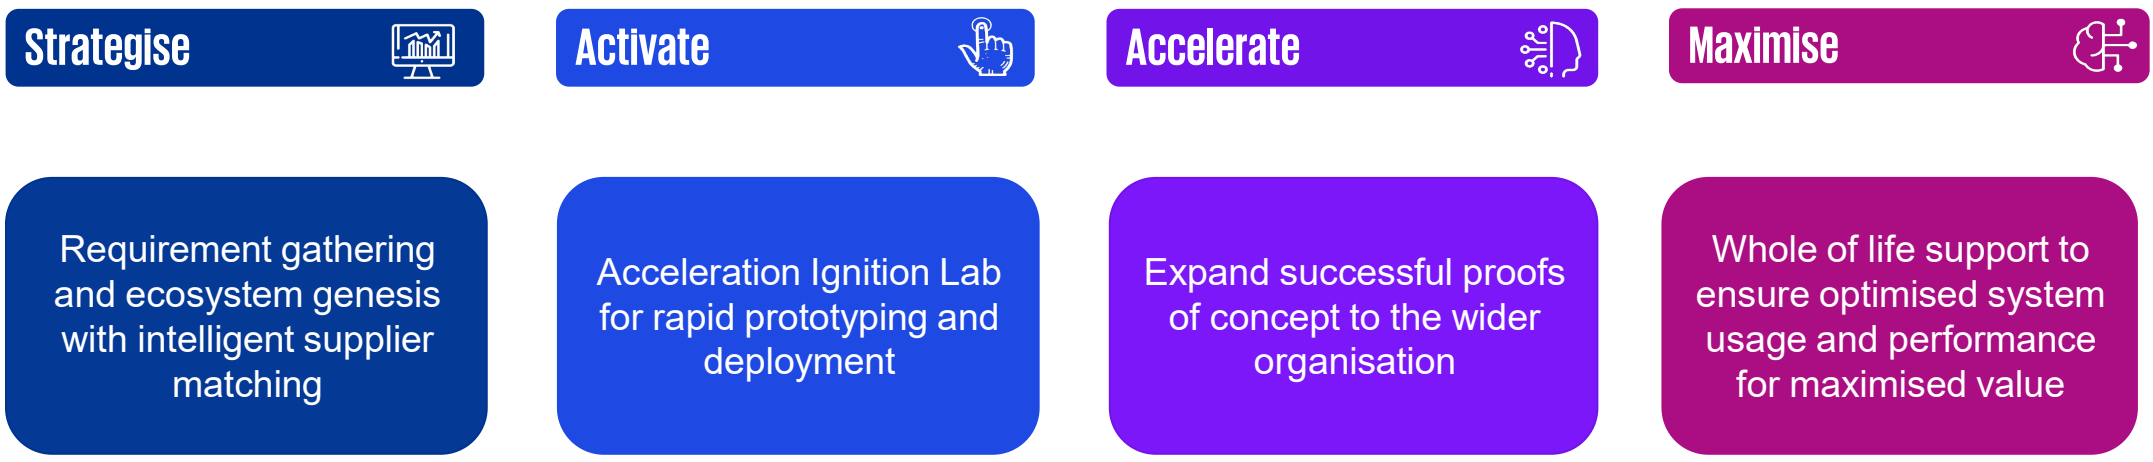 Strategise
Activate
Accelerate
Maximise
Requirement gathering
and ecosystem genesis
with intelligent supplier
matching
Acceleration Ignition Lab
for rapid prototyping and
deployment
Expand successful proofs
of concept to the wider
organisation
Whole of life support to
ensure optimised system
usage and performance
for maximised value